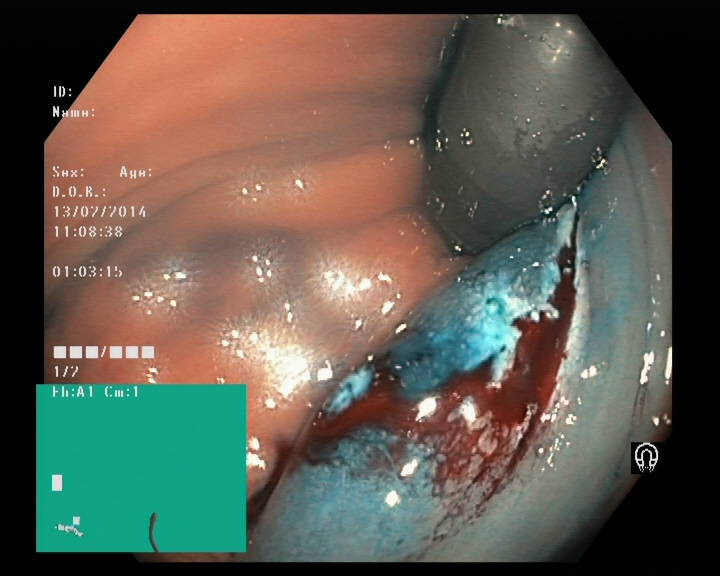 ID:
Name:
Sex: Age:
D.O.B.:
13/02/2014
11:08:38
01:03:15
■■■/■■■
1/2
Eh:A1 Cm:1